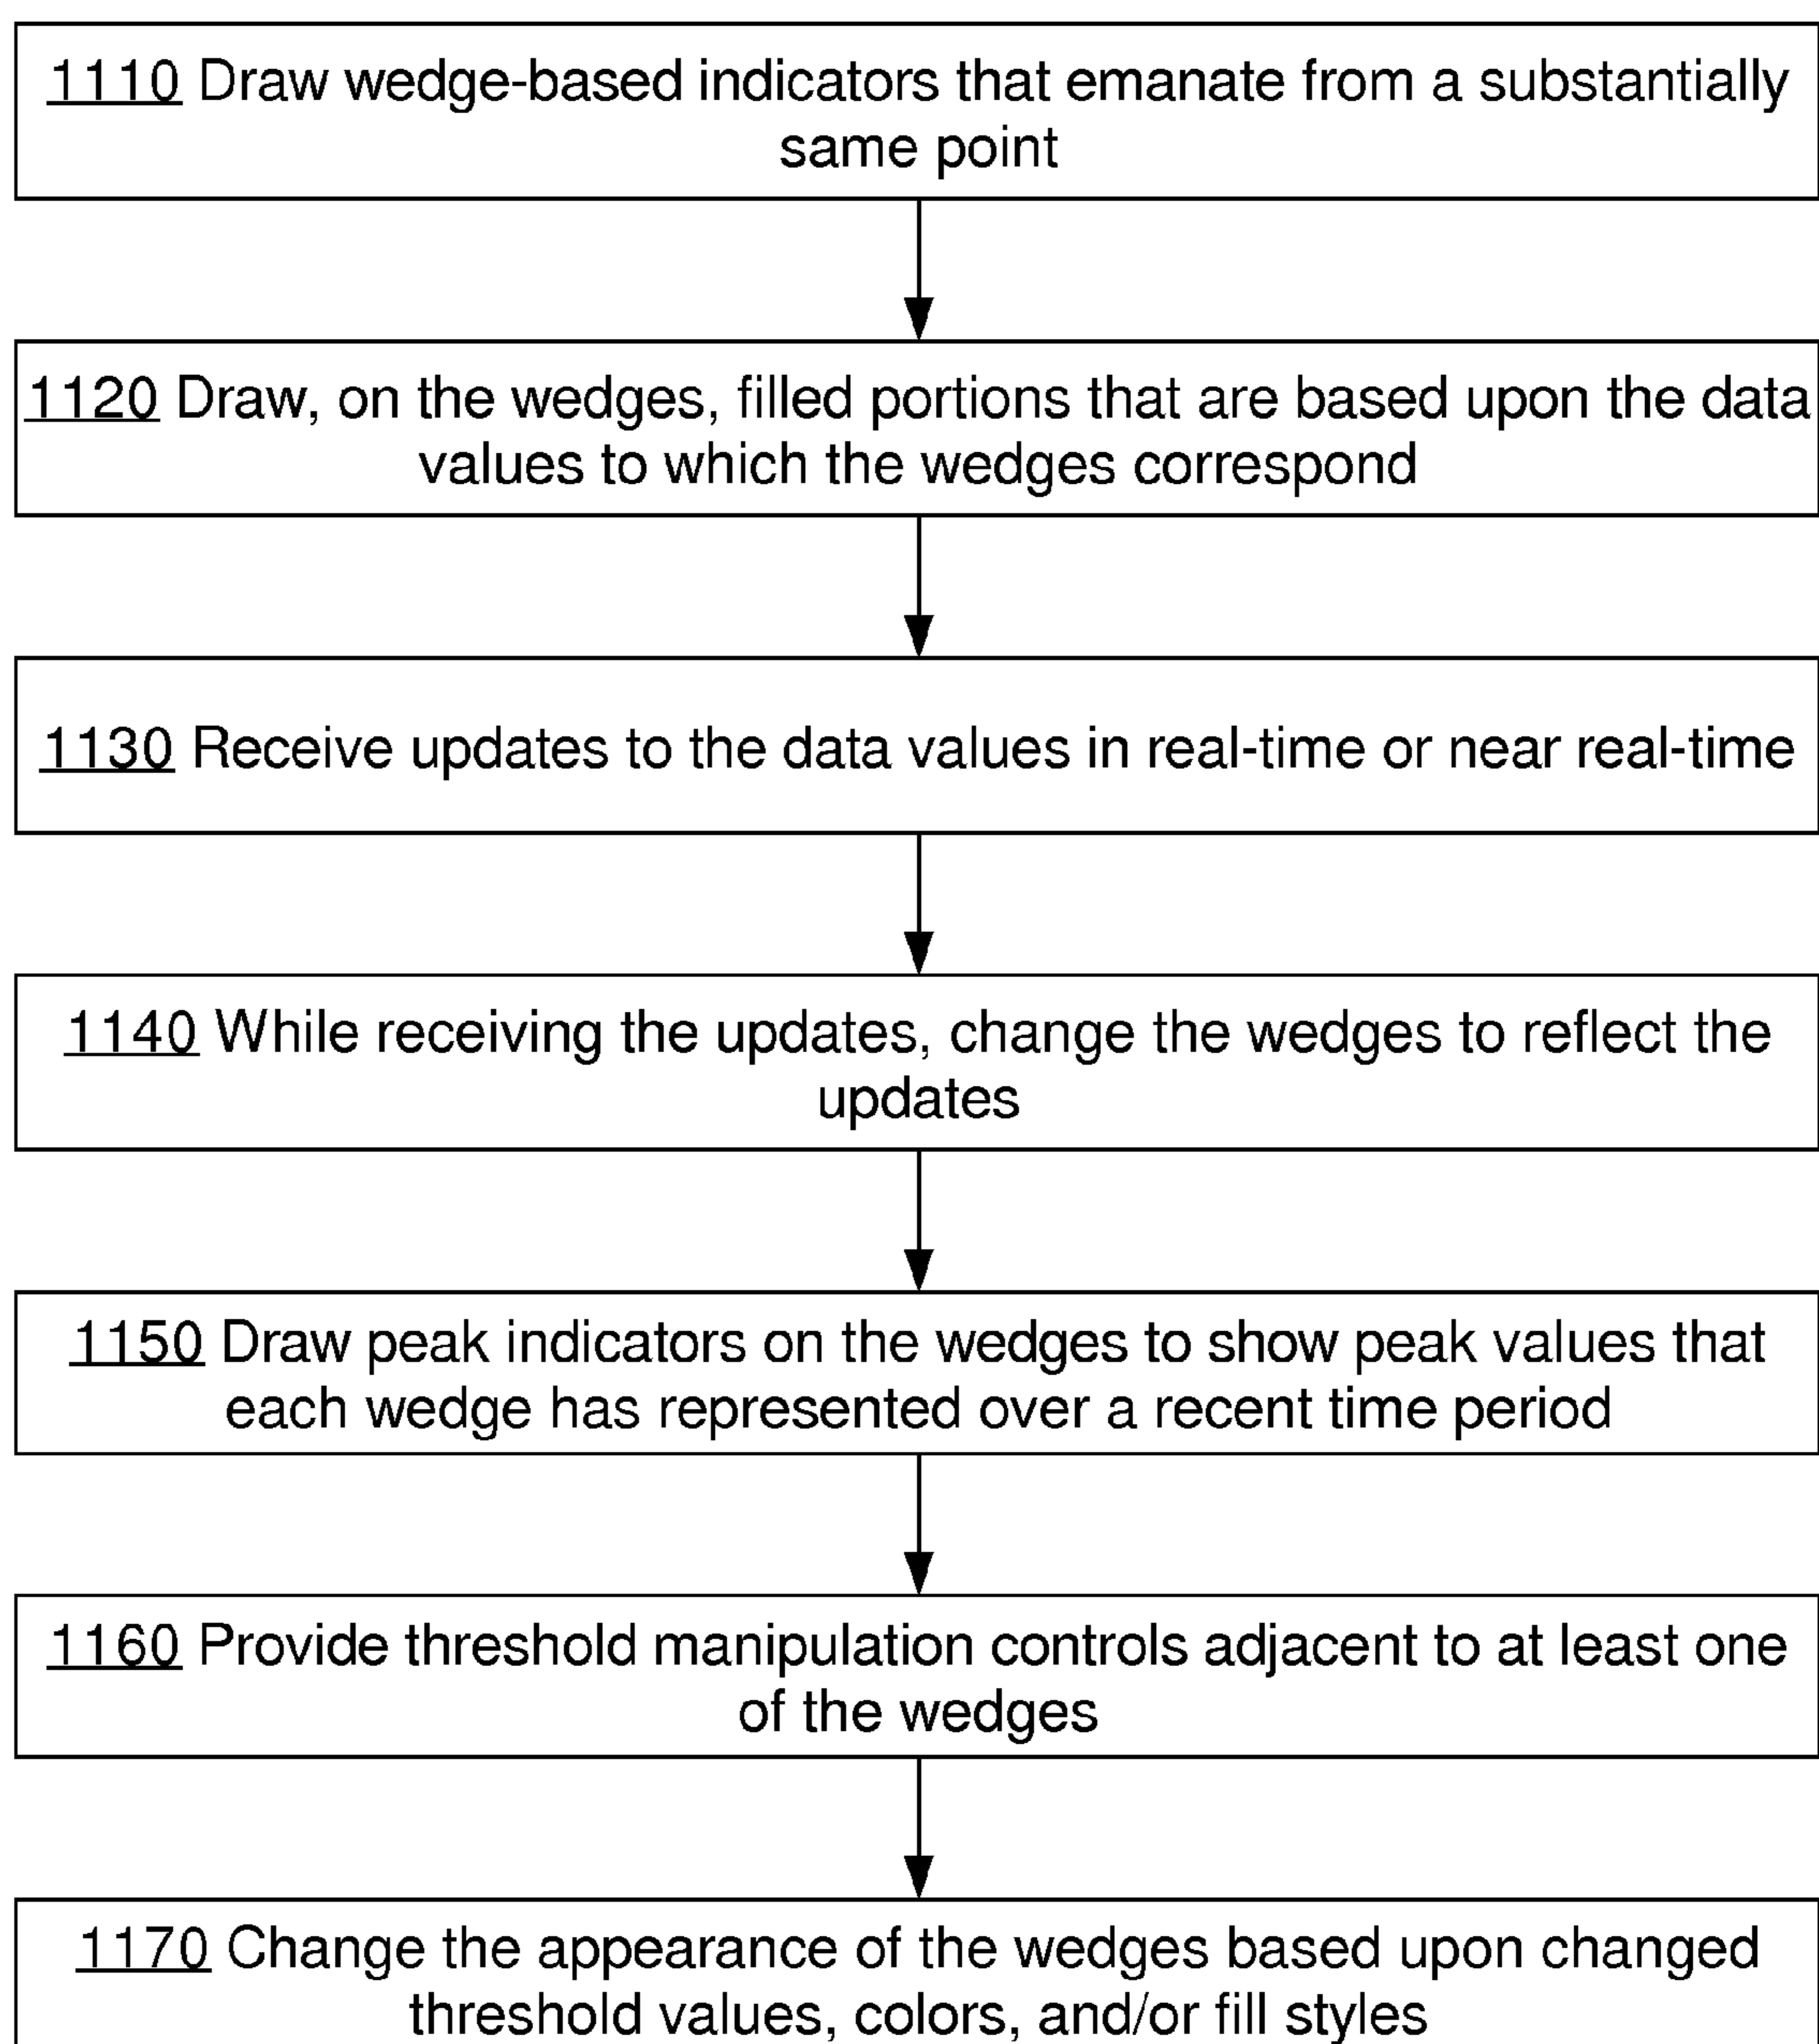 1110 Draw wedge-based indicators that emanate from a substantially
same point
1120 Draw, on the wedges, filled portions that are based upon the data
values to which the wedges correspond
1130 Receive updates to the data values in real-time or near real-time
1140 While receiving the updates, change the wedges to reflect the
updates
1150 Draw peak indicators on the wedges to show peak values that
each wedge has represented over a recent time period
1160 Provide threshold manipulation controls adjacent to at least one
of the wedges
1170 Change the appearance of the wedges based upon changed
threshold values, colors, and/or fill styles